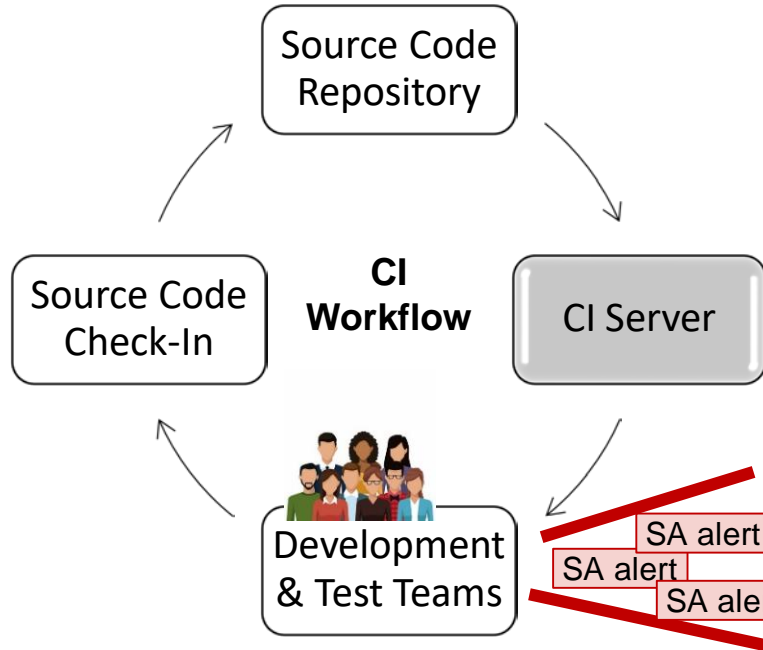 Source Code
Repository
Source Code
Check-In
CI
Workflow
CI Server
Development
& Test Teams
SA alert
SA alert
SA ale